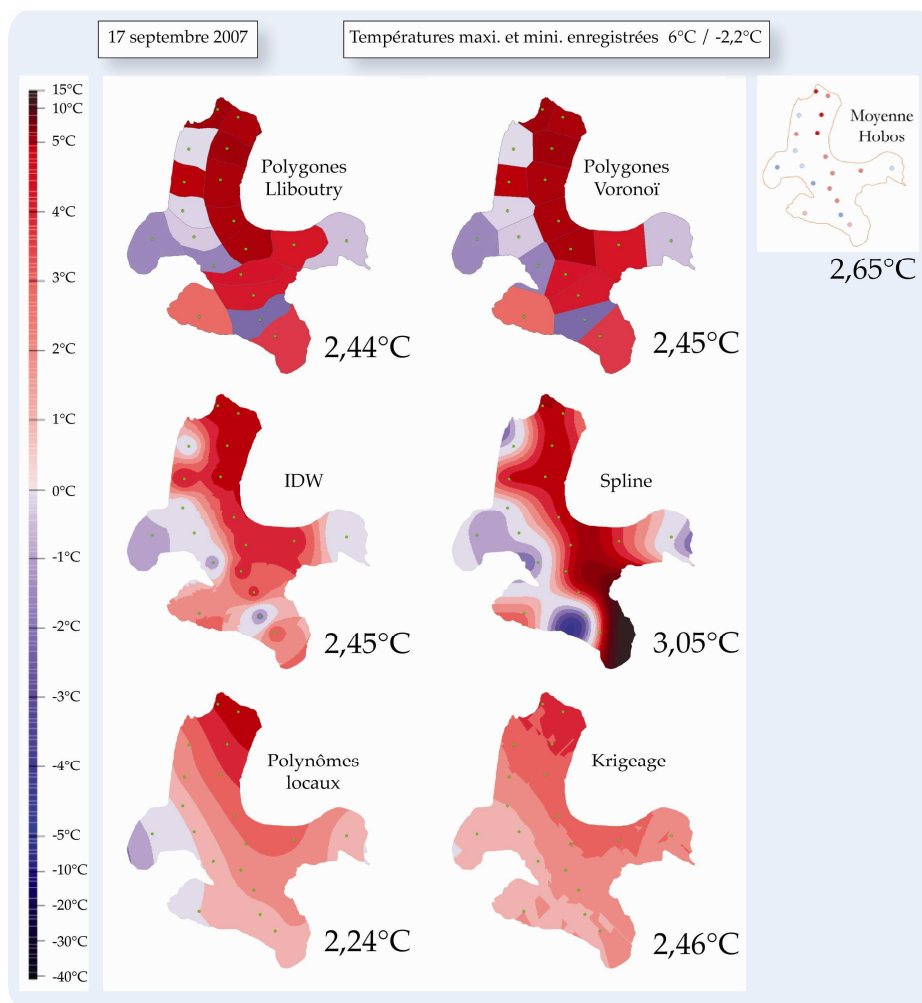 17 septembre 2007
Températures maxi. et mini. enregistrées 6°C / -2,2°C
15°C
10°C
5°C
4°C
3°C
2°C
1°C
0°C
-1°C
-2°C
-3°C
-4°C
-5°C
-10°C
-20°C
-30°C
-40°C
Polygones
Lliboutry
2,44°C
Polygones
Voronoï
2,45°C
Moyenne
Hobos
2,65°C
IDW
2,45°C
Spline
3,05°C
Polynômes
locaux
2,24°C
Krigeage
2,46°C